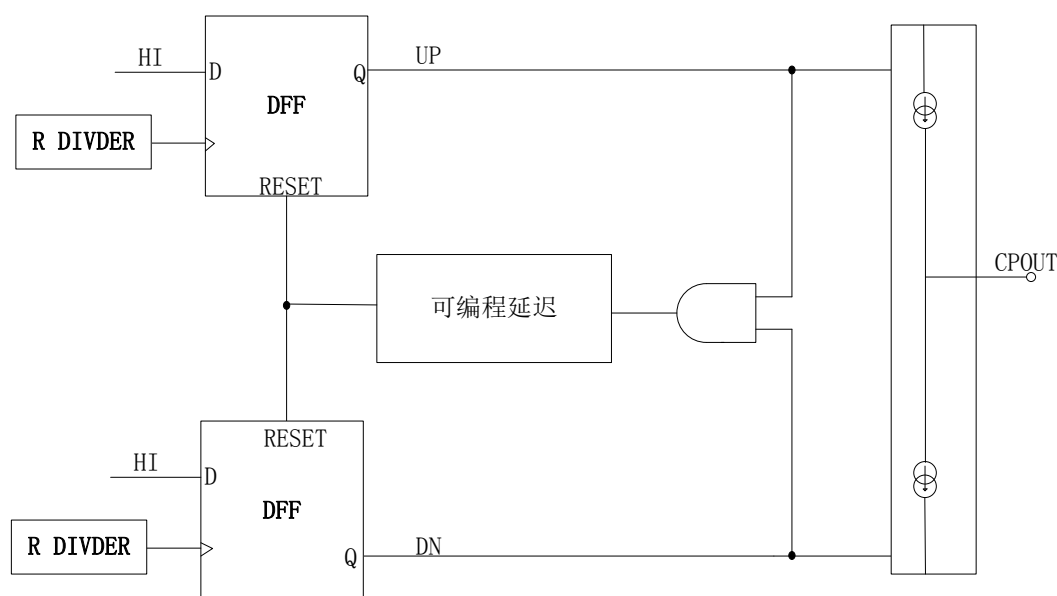 HI
UP
D
Q
DFF
R DIVDER
RESET
CPOUT
可编程延迟
RESET
HI
D
DFF
R DIVDER
Q
DN